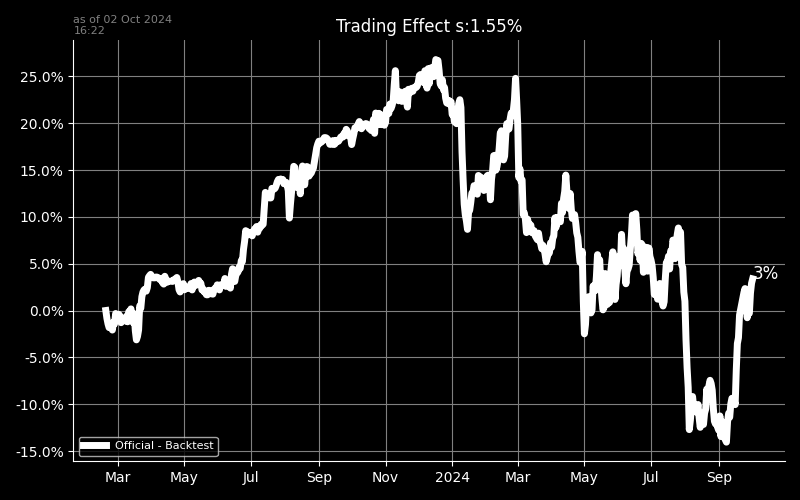 as of 02 Oct 2024
16:22
Trading Effect s:1.55%
25.0%
20.0%
15.0%
10.0%
5.0%
0.0%
-5.0%
-10.0%
-15.0%
3%
Official - Backtest
Mar May Jul Sep Nov 2024 Mar May Jul Sep